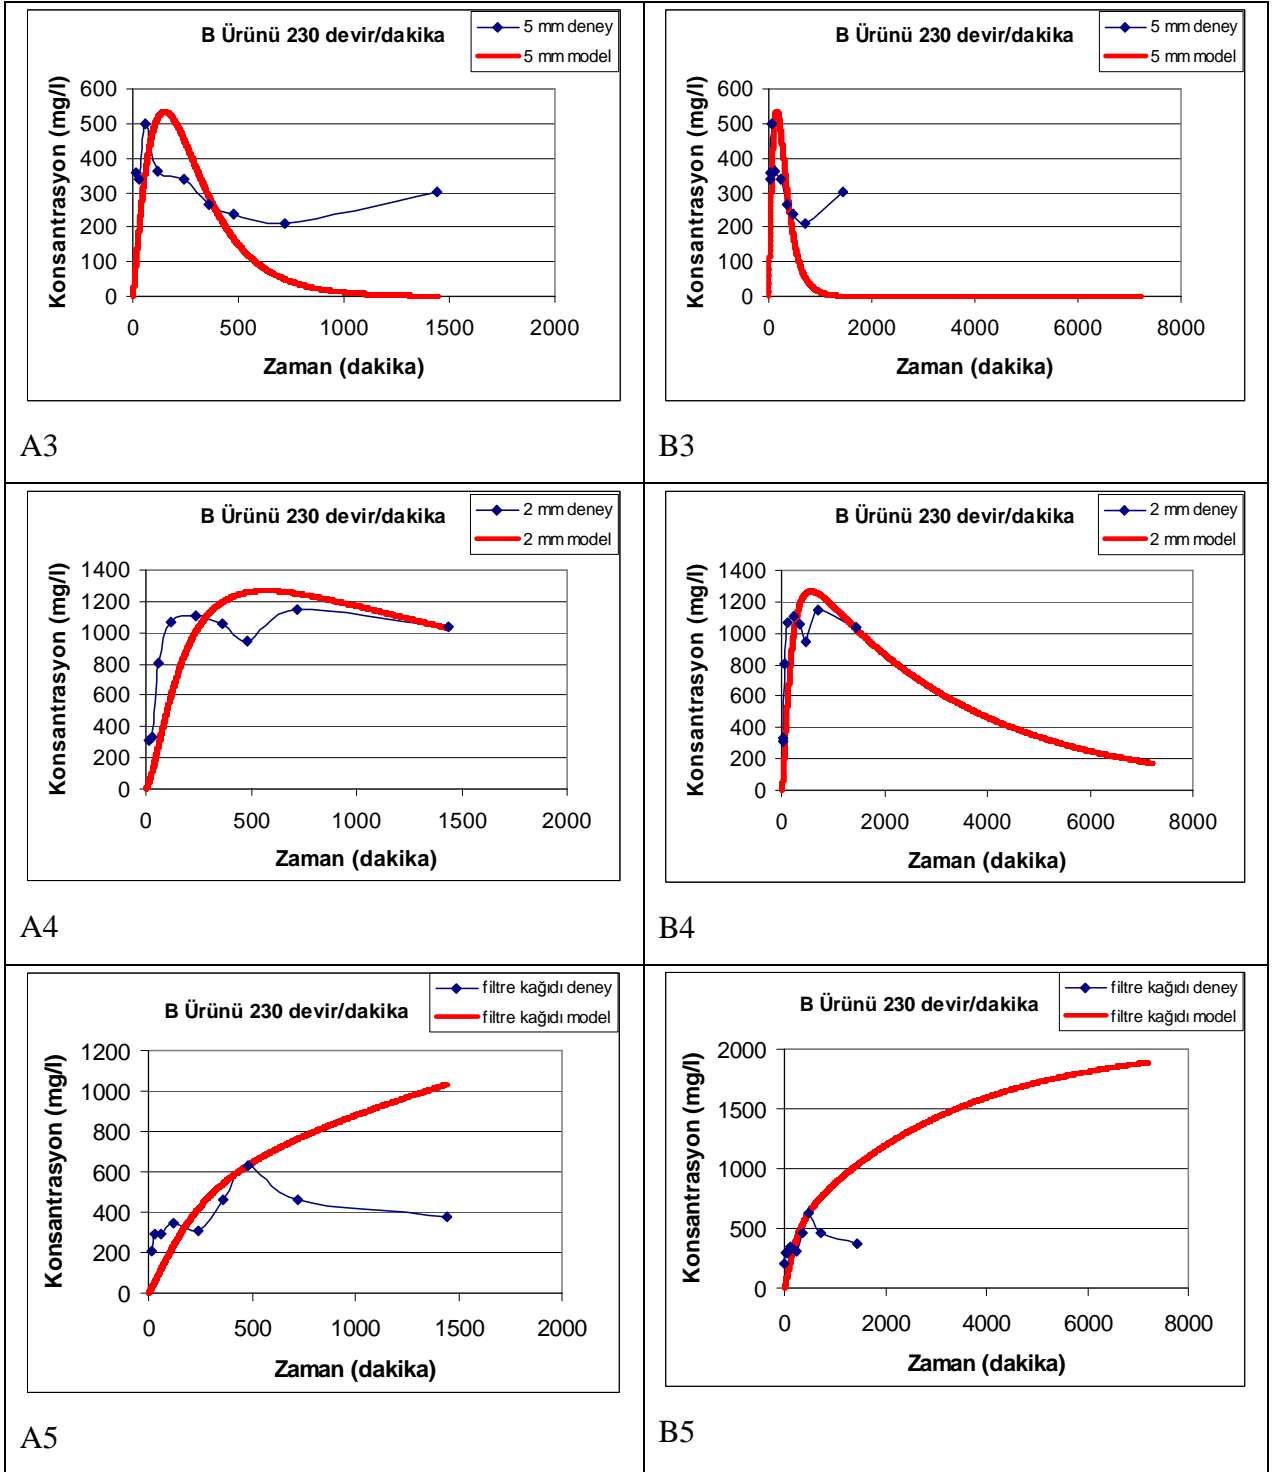 B Ürünü 230 devir/dakika
5 mm deney
5 mm model
Konsantrasyon (mg/l)
600
500
400
300
200
100
0
0 500 1000 1500 2000
Zaman (dakika)
A3
B Ürünü 230 devir/dakika
5 mm deney
5 mm model
Konsantrasyon (mg/l)
600
500
400
300
200
100
0
0 2000 4000 6000 8000
Zaman (dakika)
B3
B Ürünü 230 devir/dakika
2 mm deney
2 mm model
Konsantrasyon (mg/l)
1400
1200
1000
800
600
400
200
0
0 500 1000 1500 2000
Zaman (dakika)
A4
B Ürünü 230 devir/dakika
2 mm deney
2 mm model
Konsantrasyon (mg/l)
1400
1200
1000
800
600
400
200
0
0 2000 4000 6000 8000
Zaman (dakika)
B4
B Ürünü 230 devir/dakika
filtre kağıdı deney
filtre kağıdı model
Konsantrasyon (mg/l)
1200
1000
800
600
400
200
0
0 500 1000 1500 2000
Zaman (dakika)
A5
B Ürünü 230 devir/dakika
filtre kağıdı deney
filtre kağıdı model
Konsantrasyon (mg/l)
2000
1500
1000
500
0
0 2000 4000 6000 8000
Zaman (dakika)
B5